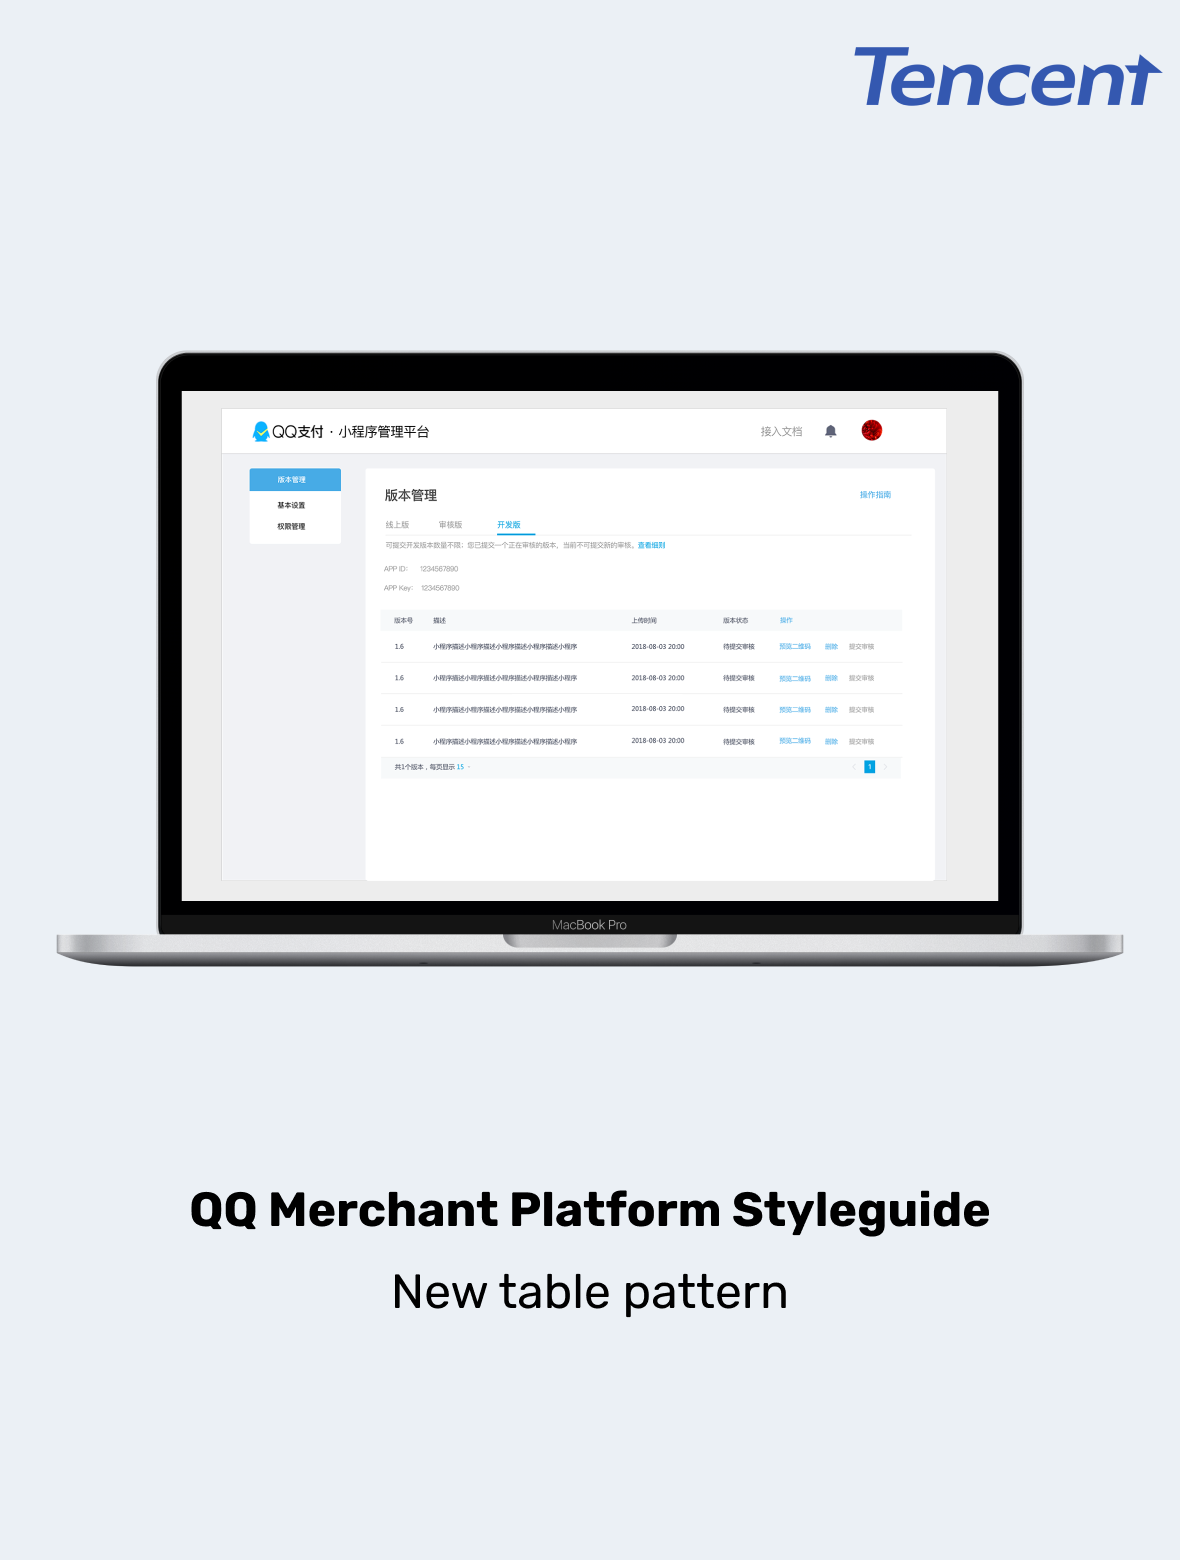 Tencent
QQ支付 · 小程序管理平台
接入文档
版本管理
基本设置
权限管理
版本管理
操作指南
线上版 审核版 开发版
可提交开发版本数量不限；您已提交一个正在审核的版本，当前不可提交新的审核。查看细则
APP ID: 1234567890
APP Key: 1234567890
版本号 描述 上传时间 版本状态 操作
1.6 小程序描述小程序描述小程序描述小程序描述小程序 2018-08-03 20:00 待提交审核 预览二维码 删除 提交审核
1.6 小程序描述小程序描述小程序描述小程序描述小程序 2018-08-03 20:00 待提交审核 预览二维码 删除 提交审核
1.6 小程序描述小程序描述小程序描述小程序描述小程序 2018-08-03 20:00 待提交审核 预览二维码 删除 提交审核
1.6 小程序描述小程序描述小程序描述小程序描述小程序 2018-08-03 20:00 待提交审核 预览二维码 删除 提交审核
共1个版本，每页显示 15
1
MacBook Pro
QQ Merchant Platform Styleguide
New table pattern